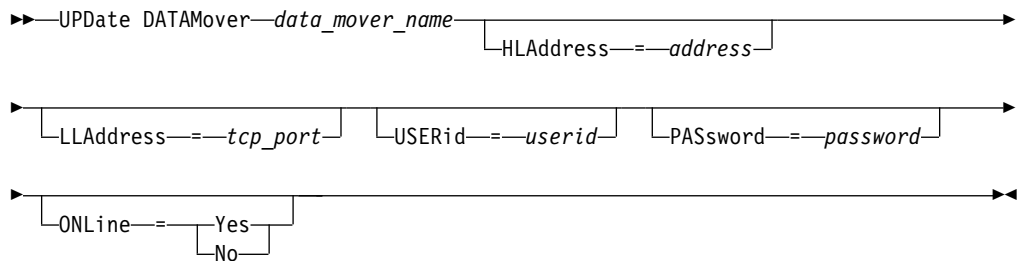 UPDate DATAMover data_mover_name
HLAddress = address
LLAddress = tcp_port USERid = userid PASsword = password
ONLine = Yes
No